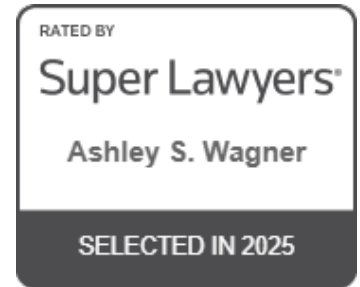 RATED BY
Super Lawyers®
Ashley S. Wagner
SELECTED IN 2025